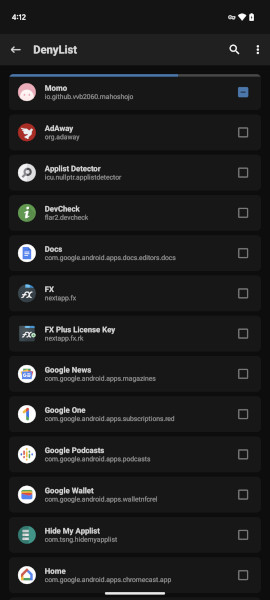 4:12
DenyList
Momo
io.github.vvb2060.mahoshojo
AdAway
org.adaway
Applist Detector
icu.nullptr.applistdetector
DevCheck
flar2.devcheck
Docs
com.google.android.apps.docs.editors.docs
FX
nextapp.fx
FX Plus License Key
nextapp.fx.rk
Google News
com.google.android.apps.magazines
Google One
com.google.android.apps.subscriptions.red
Google Podcasts
com.google.android.apps.podcasts
Google Wallet
com.google.android.apps.walletnfcrel
Hide My Applist
com.tsng.hidemyapplist
Home
com.google.android.apps.chromecast.app